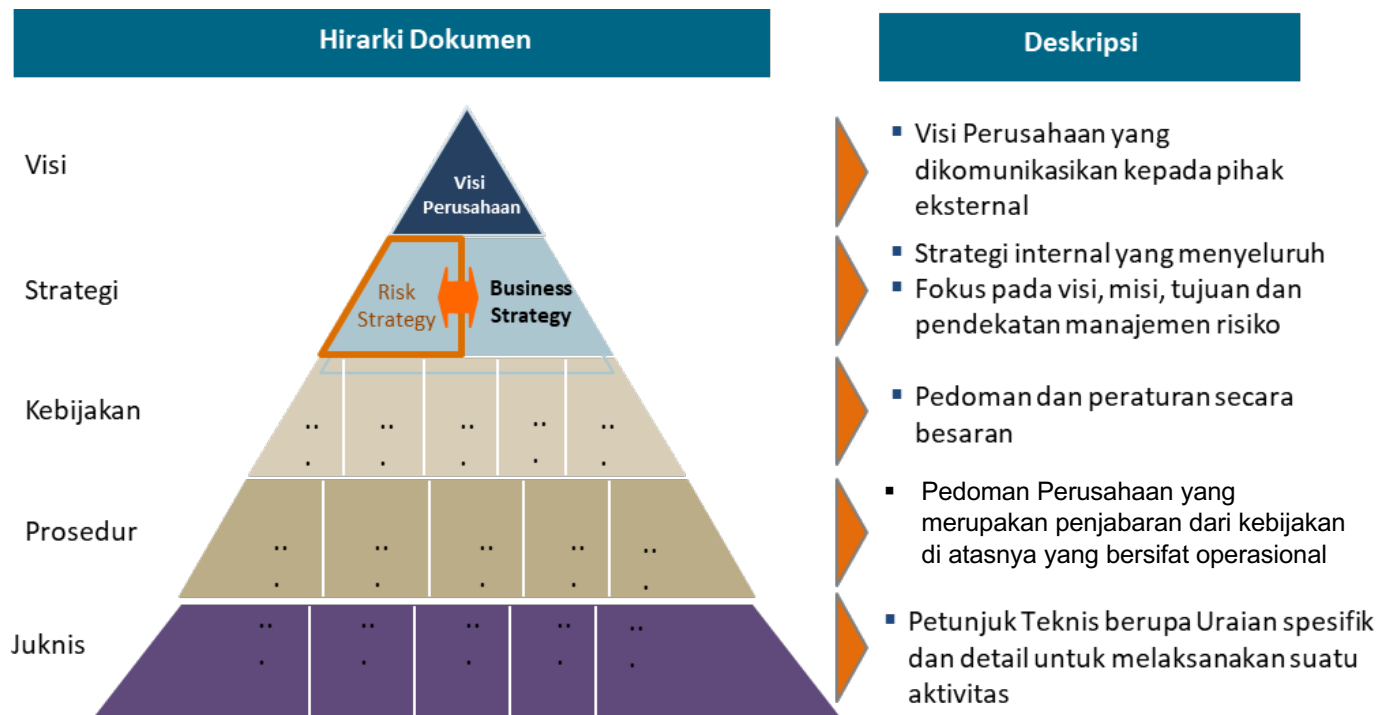 Hirarki Dokumen
Deskripsi
Visi
Visi
Perusahaan
▪ Visi Perusahaan yang
dikomunikasikan kepada pihak
eksternal
Strategi
Risk
Strategy
Business
Strategy
▪ Strategi internal yang menyeluruh
▪ Fokus pada visi, misi, tujuan dan
pendekatan manajemen risiko
Kebijakan
.. .. .. .. ..
. . . . .
▪ Pedoman dan peraturan secara
besaran
Prosedur
.. .. .. .. ..
. . . . .
▪ Pedoman Perusahaan yang
merupakan penjabaran dari kebijakan
di atasnya yang bersifat operasional
Juknis
.. .. .. .. ..
. . . . .
▪ Petunjuk Teknis berupa Uraian spesifik
dan detail untuk melaksanakan suatu
aktivitas